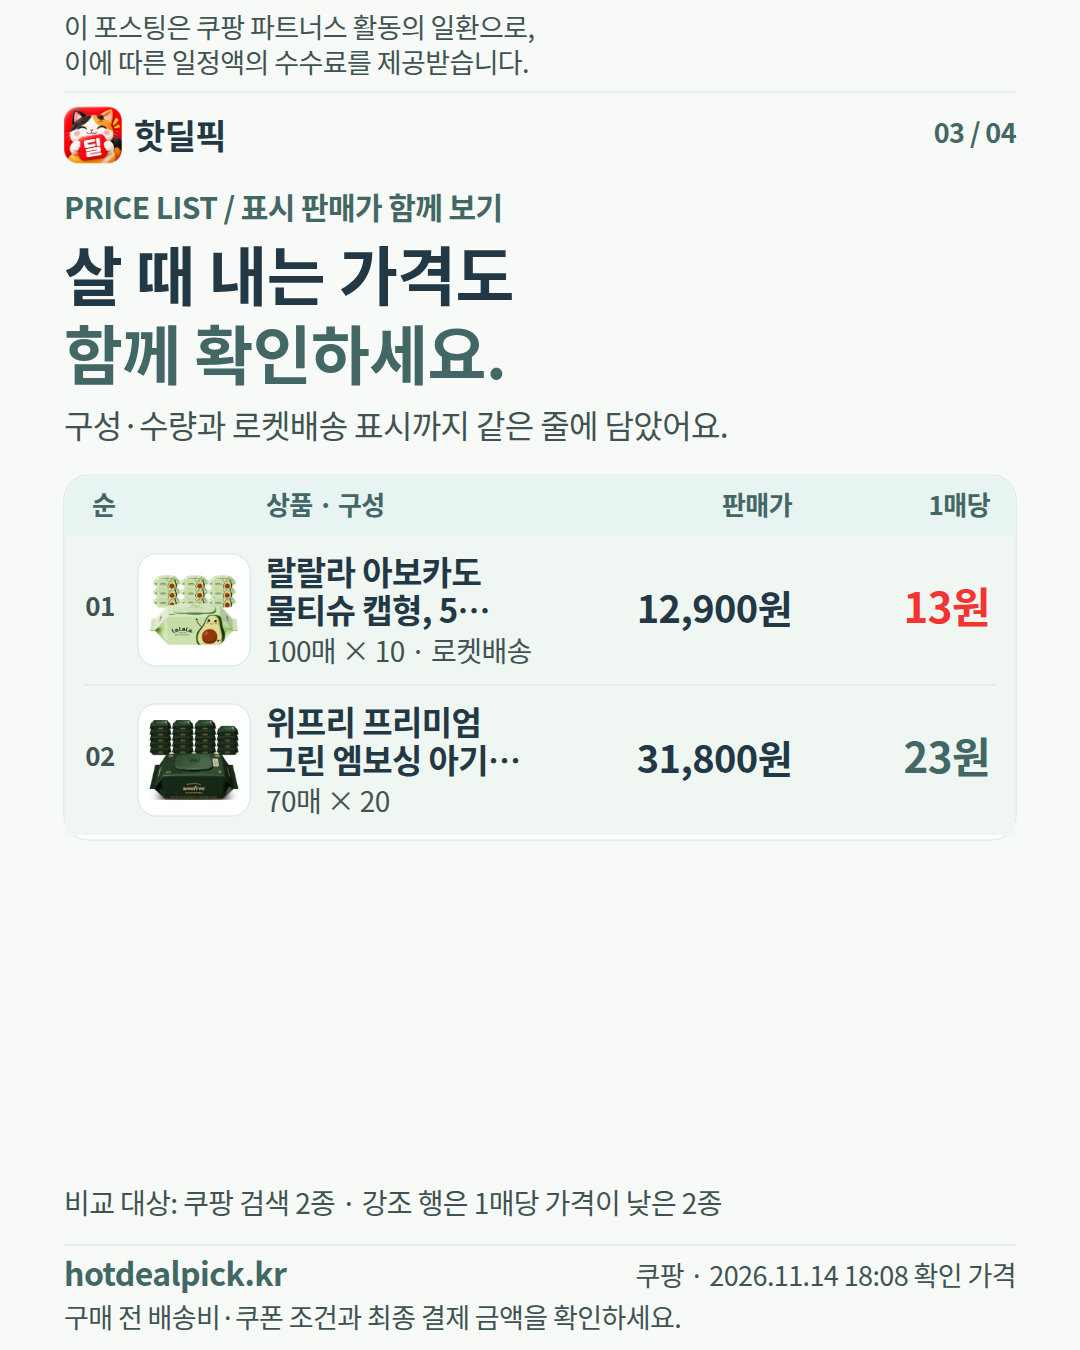 이 포스팅은 쿠팡 파트너스 활동의 일환으로,
이에 따른 일정액의 수수료를 제공받습니다.
딜
핫딜픽
03 / 04
PRICE LIST / 표시 판매가 함께 보기
살 때 내는 가격도
함께 확인하세요.
구성·수량과 로켓배송 표시까지 같은 줄에 담았어요.
순 상품 · 구성 판매가 1매당
01 랄랄라 아보카도
물티슈 캡형, 5… 12,900원 13원
100매 × 10 · 로켓배송
02 위프리 프리미엄
그린 엠보싱 아기… 31,800원 23원
70매 × 20
비교 대상: 쿠팡 검색 2종 · 강조 행은 1매당 가격이 낮은 2종
hotdealpick.kr
쿠팡 · 2026.11.14 18:08 확인 가격
구매 전 배송비·쿠폰 조건과 최종 결제 금액을 확인하세요.